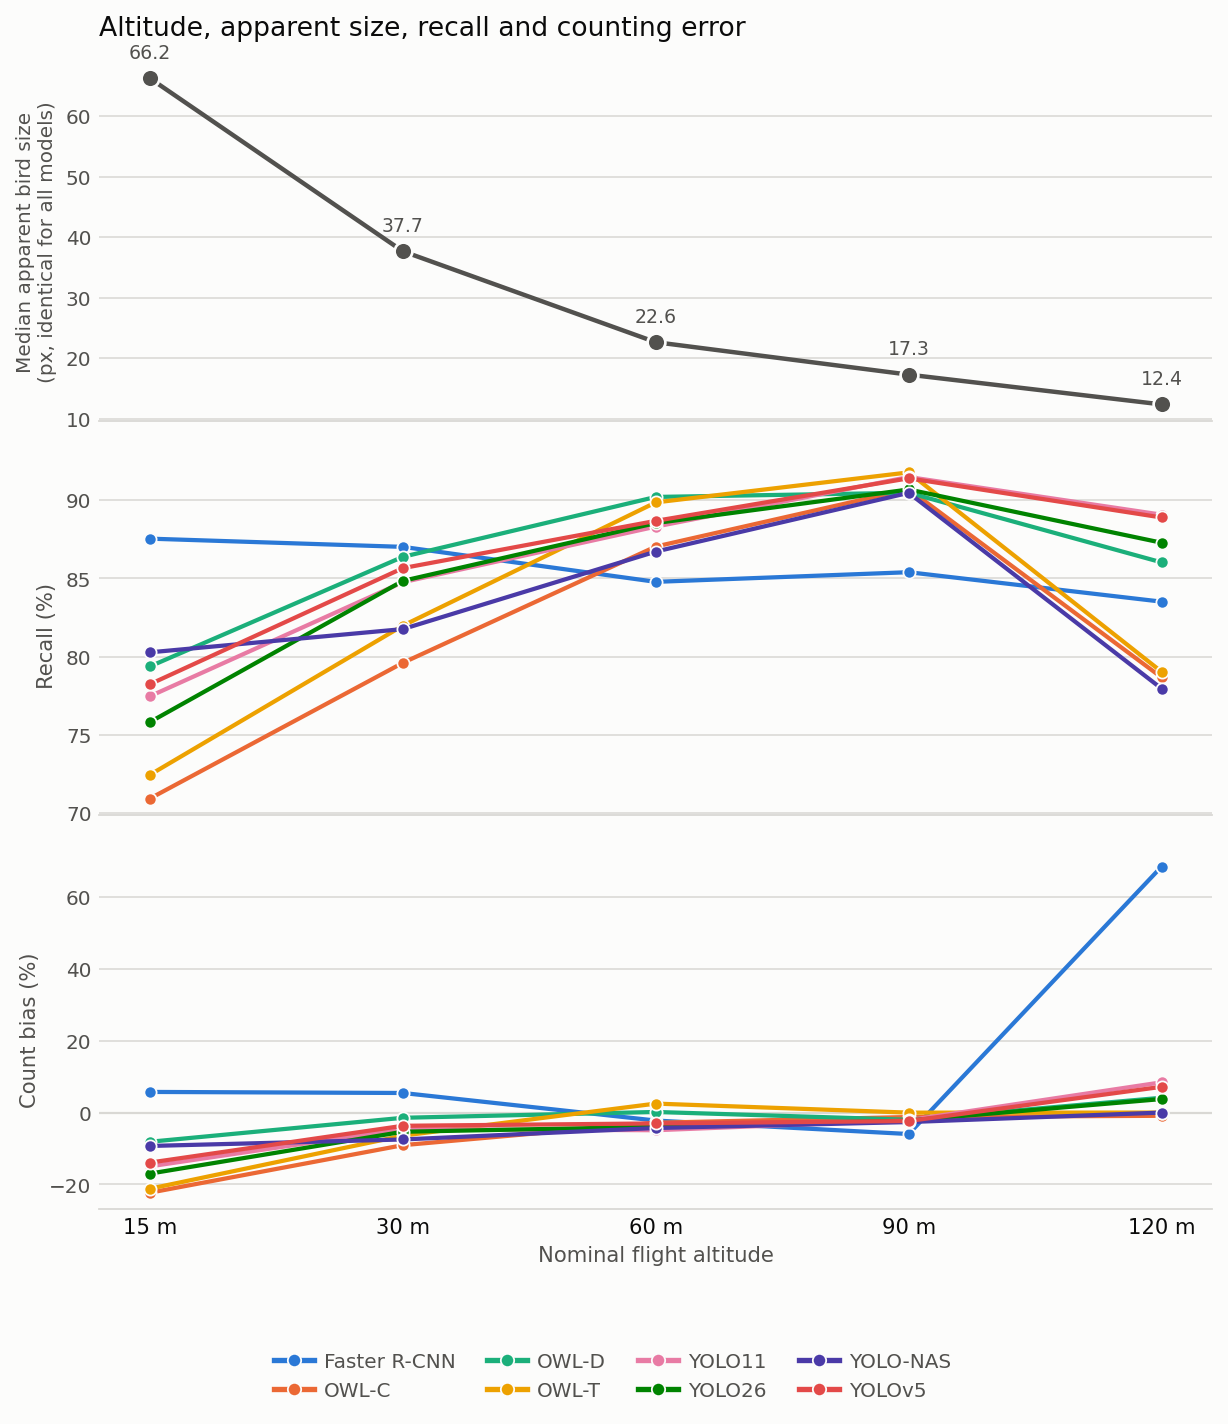 Altitude, apparent size, recall and counting error
Median apparent bird size
(px, identical for all models)
60
50
40
30
20
10
66.2
37.7
22.6
17.3
12.4
Recall (%)
90
85
80
75
70
Count bias (%)
60
40
20
0
−20
15 m 30 m 60 m 90 m 120 m
Nominal flight altitude
Faster R-CNN OWL-D YOLO11 YOLO-NAS
OWL-C OWL-T YOLO26 YOLOv5